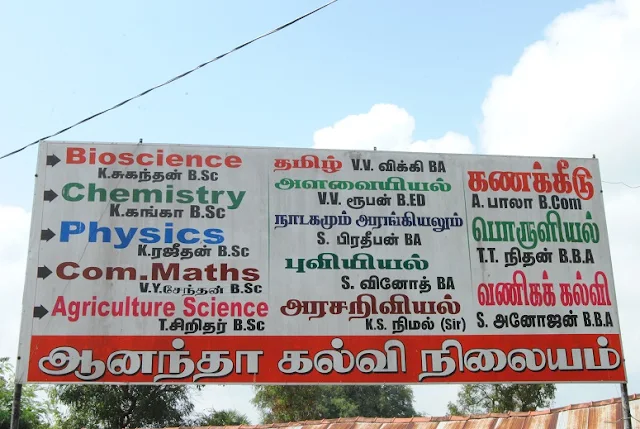 Bioscience
K.சுகந்தன் B.Sc
Chemistry
K.கங்கா B.Sc
Physics
K.ரஜீதன் B.Sc
Com.Maths
V.Y.சேந்தன் B.Sc
Agriculture Science
T.சிறிதர் B.Sc
தமிழ் V.V. விக்கி BA
அளவையியல்
V.V. ரூபன் B.ED
நாடகமும் அரங்கியலும்
S. பிரதீபன் BA
புவியியல்
S. வினோத் BA
அரசறிவியல்
K.S. நிமல் (Sir)
கணக்கீடு
A. பாலா B.Com
பொருளியல்
T.T. நிதன் B.B.A
வணிகக் கல்வி
S. அனோஜன் B.B.A
ஆனந்தா கல்வி நிலையம்